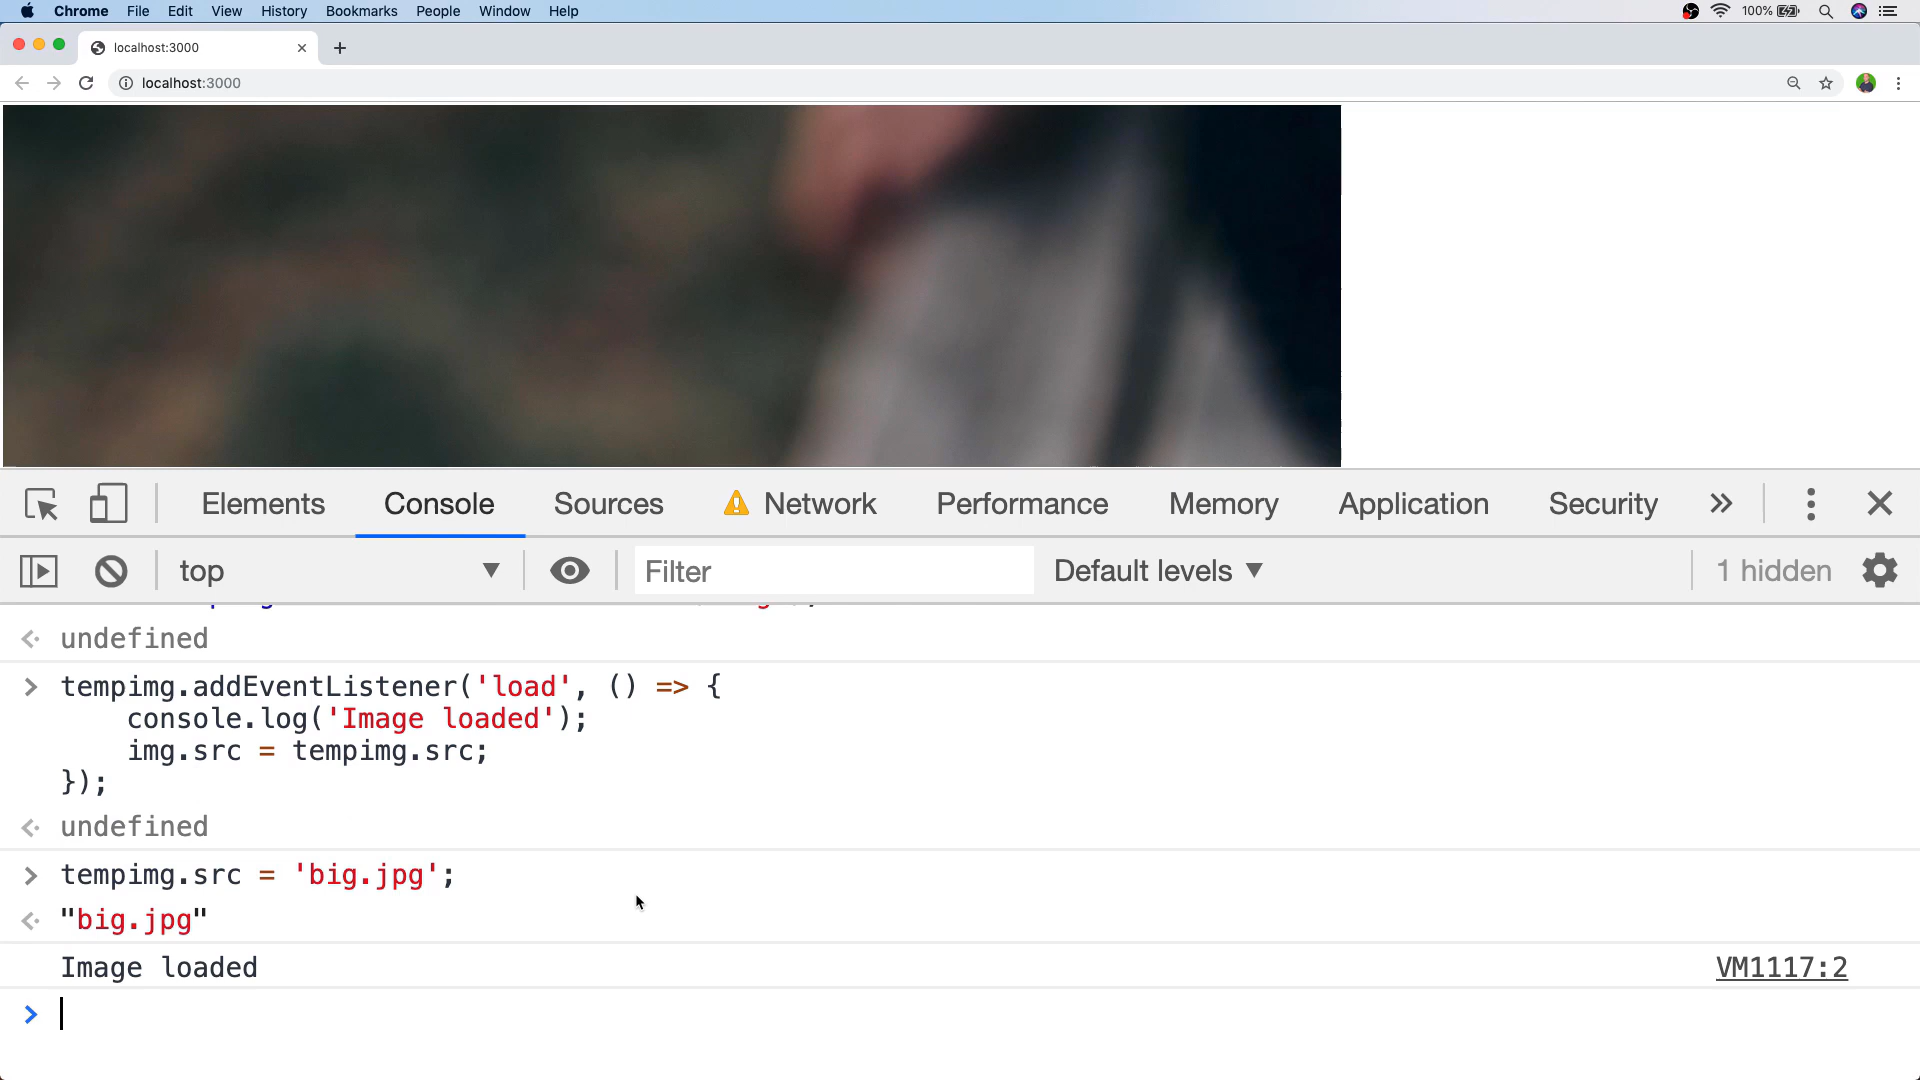 Chrome File Edit View History Bookmarks People Window Help 100%
localhost:3000
localhost:3000
Elements Console Sources Network Performance Memory Application Security
top Filter Default levels 1 hidden
undefined
tempimg.addEventListener('load', () => {
console.log('Image loaded');
img.src = tempimg.src;
});
undefined
tempimg.src = 'big.jpg';
"big.jpg"
Image loaded VM1117:2